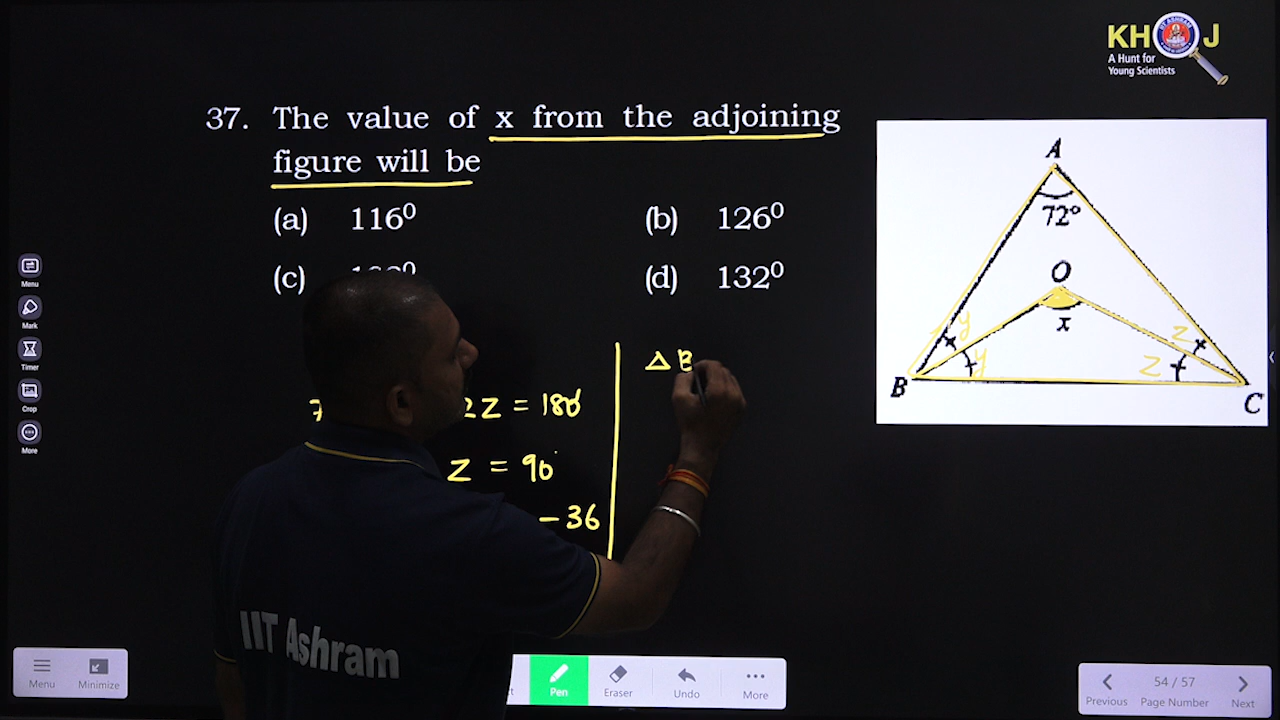 KH J
A Hunt for
Young Scientists
37. The value of x from the adjoining
figure will be
(a) 116⁰
(b) 126⁰
(c)
(d) 132⁰
A
72°
O
x
y
y
z
z
B
C
Δ B
2z = 180
z = 90°
- 36
IIT Ashram
Menu
Mark
Timer
Crop
More
Menu
Minimize
Pen
Eraser
Undo
More
Previous
54 / 57
Page Number
Next